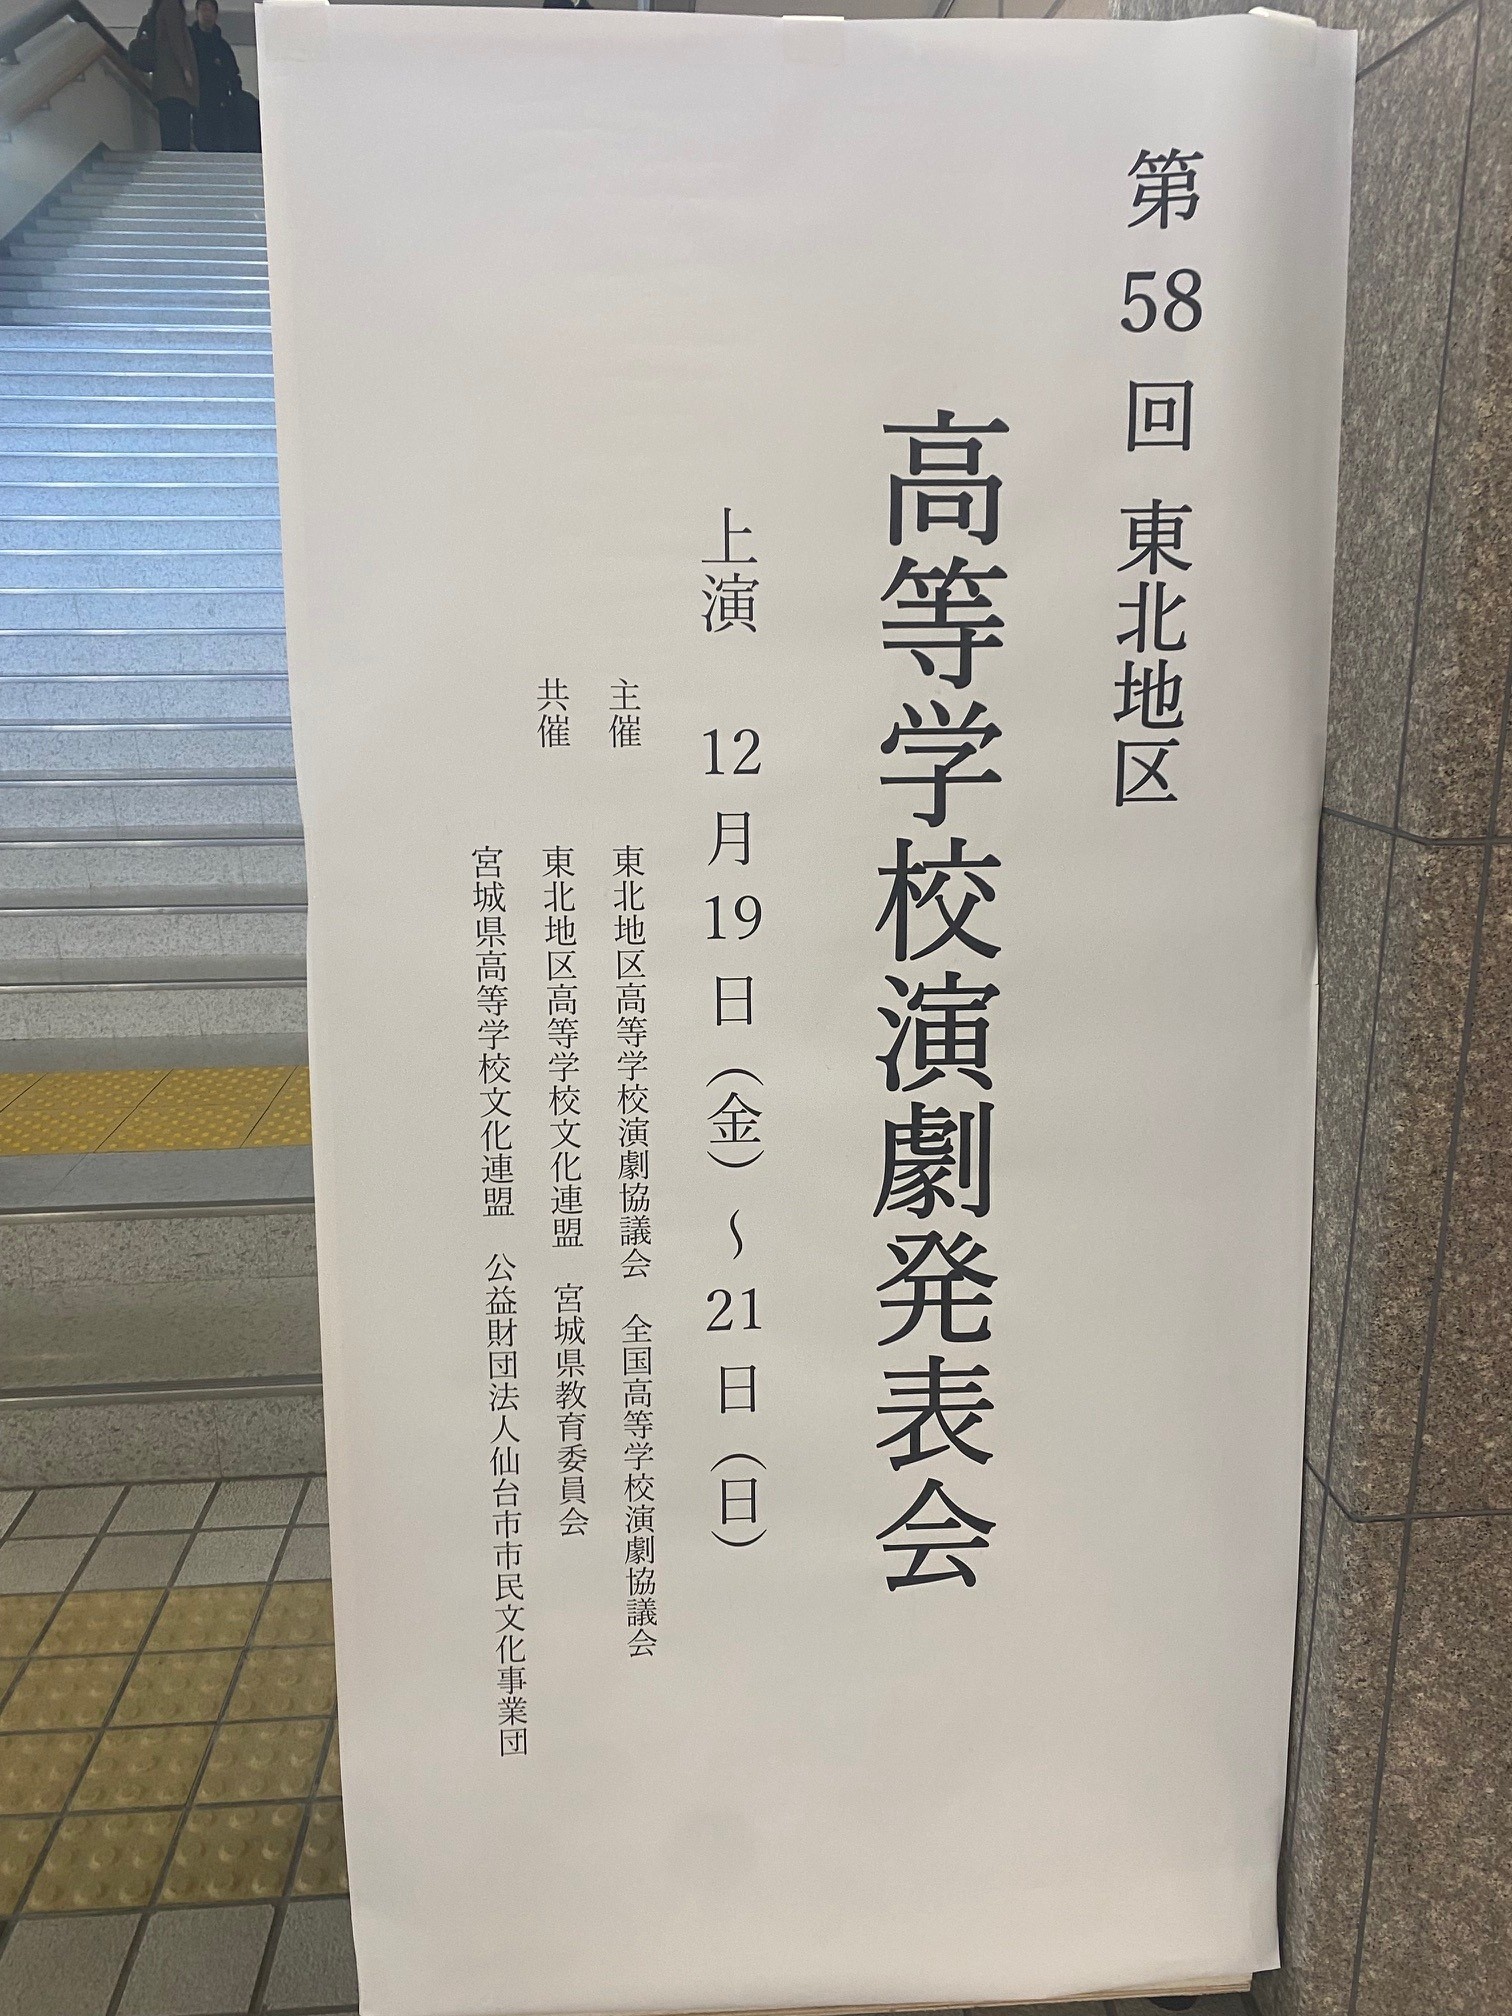 第58回 東北地区
高等学校演劇発表会
上演 12月19日(金)~21日(日)
主催 東北地区高等学校演劇協議会 全国高等学校演劇協議会
共催 東北地区高等学校文化連盟 宮城県教育委員会
宮城県高等学校文化連盟 公益財団法人仙台市市民文化事業団